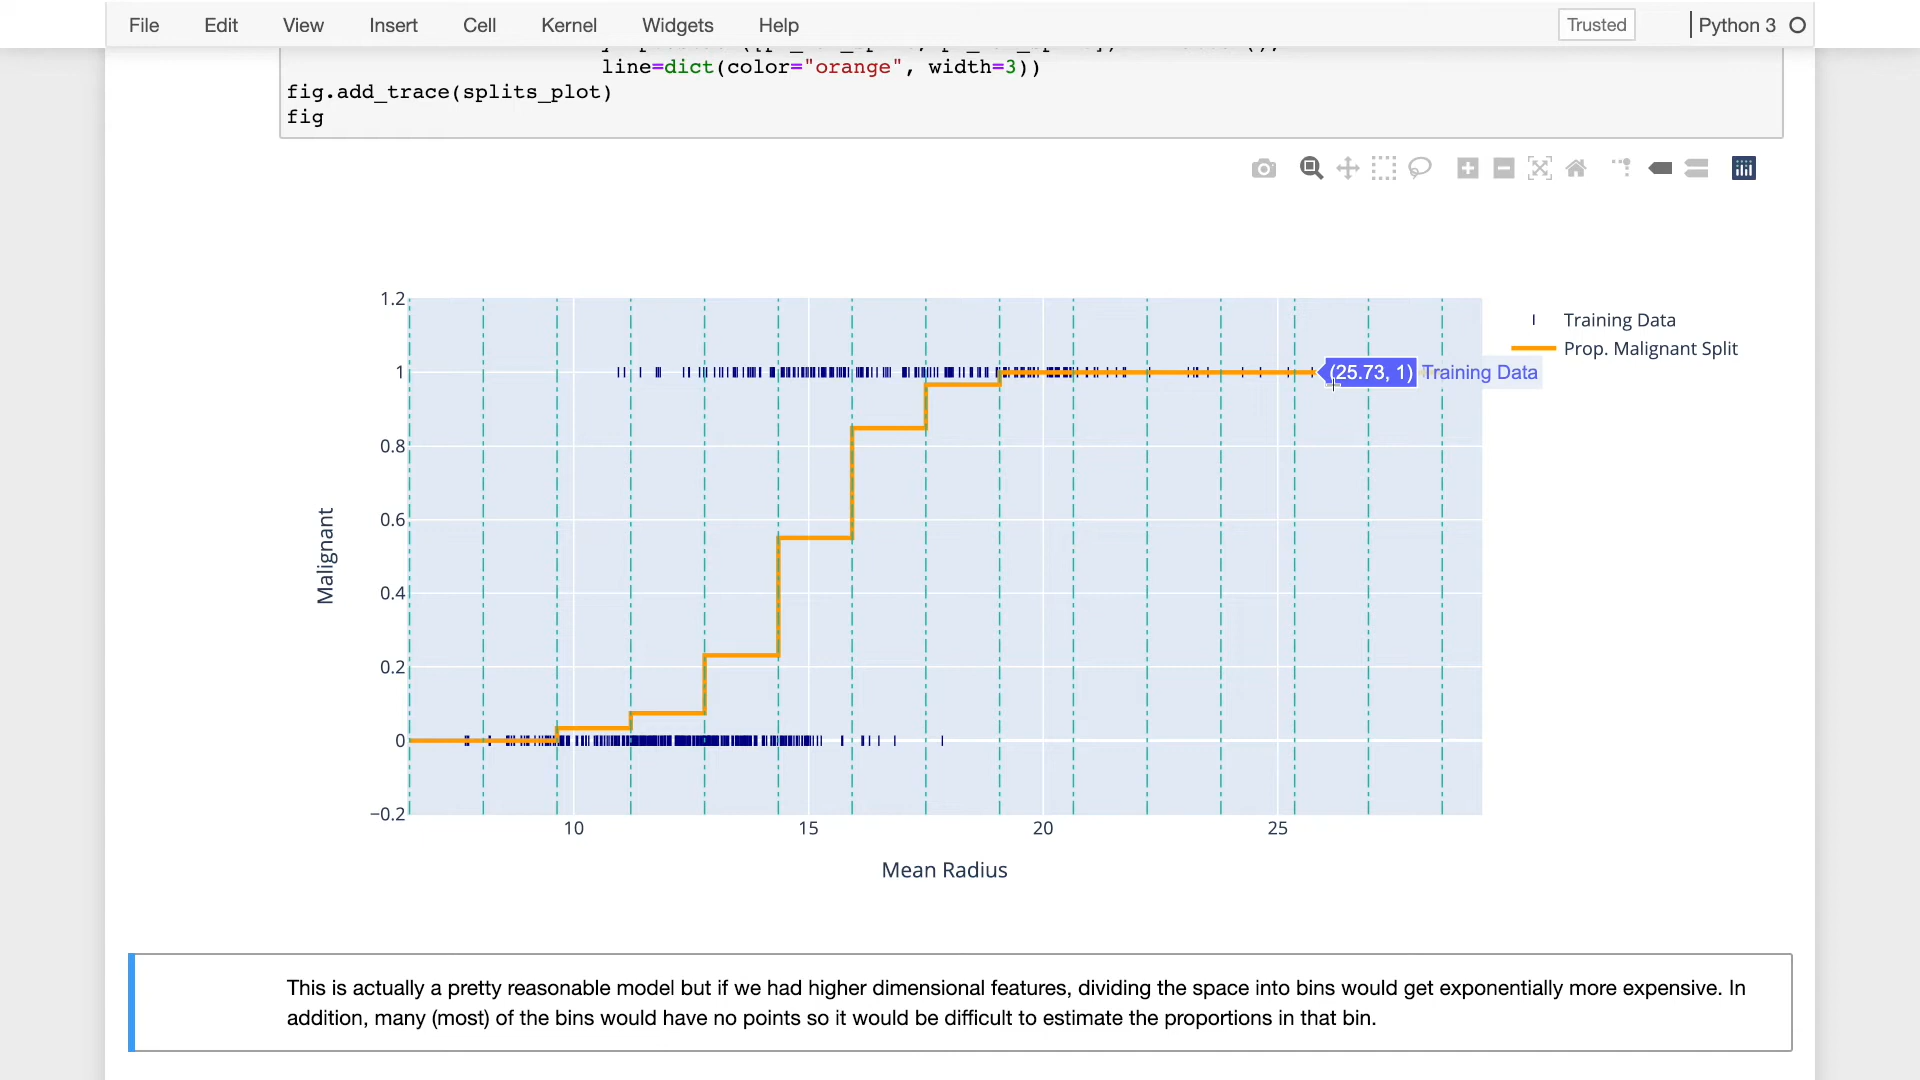 File Edit View Insert Cell Kernel Widgets Help Trusted Python 3
line=dict(color="orange", width=3))
fig.add_trace(splits_plot)
fig
Training Data
Prop. Malignant Split
(25.73, 1) Training Data
1.2
1
0.8
0.6
0.4
0.2
0
−0.2
Malignant
10 15 20 25
Mean Radius
This is actually a pretty reasonable model but if we had higher dimensional features, dividing the space into bins would get exponentially more expensive. In
addition, many (most) of the bins would have no points so it would be difficult to estimate the proportions in that bin.